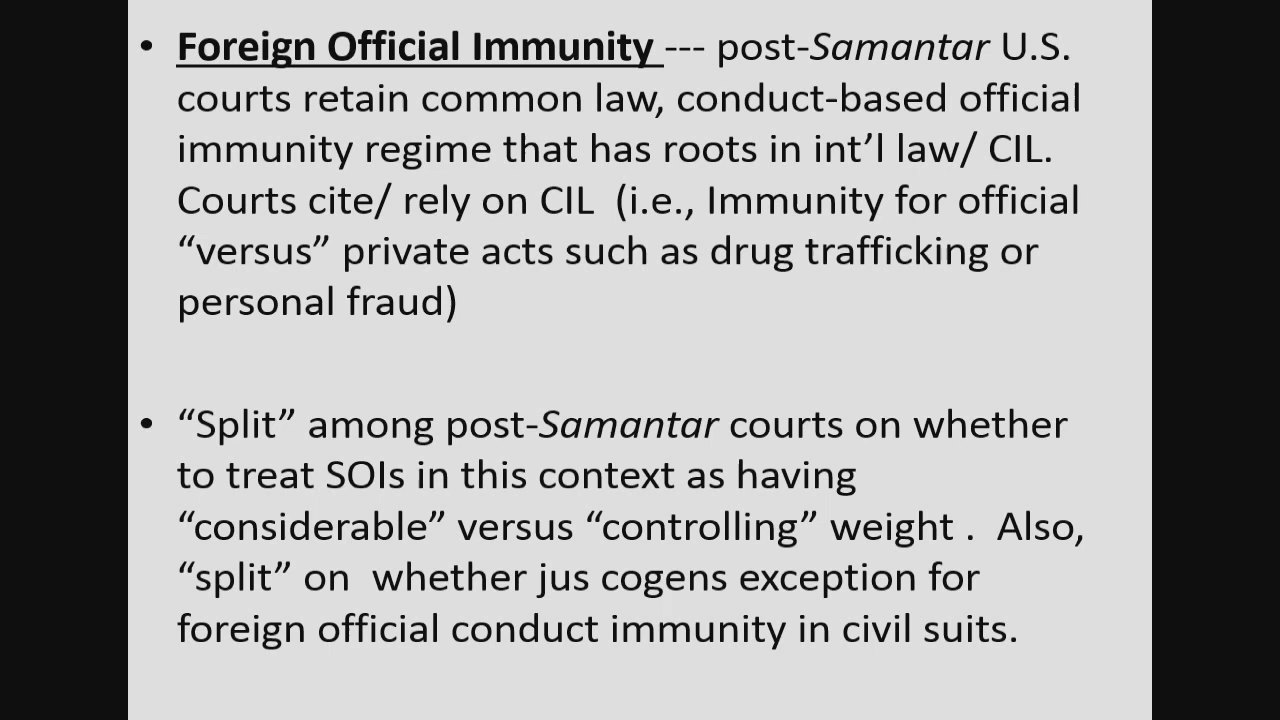 • Foreign Official Immunity --- post-Samantar U.S.
courts retain common law, conduct-based official
immunity regime that has roots in int’l law/ CIL.
Courts cite/ rely on CIL  (i.e., Immunity for official
“versus” private acts such as drug trafficking or
personal fraud)
• “Split” among post-Samantar courts on whether
to treat SOIs in this context as having
“considerable” versus “controlling” weight .  Also,
“split” on  whether jus cogens exception for
foreign official conduct immunity in civil suits.